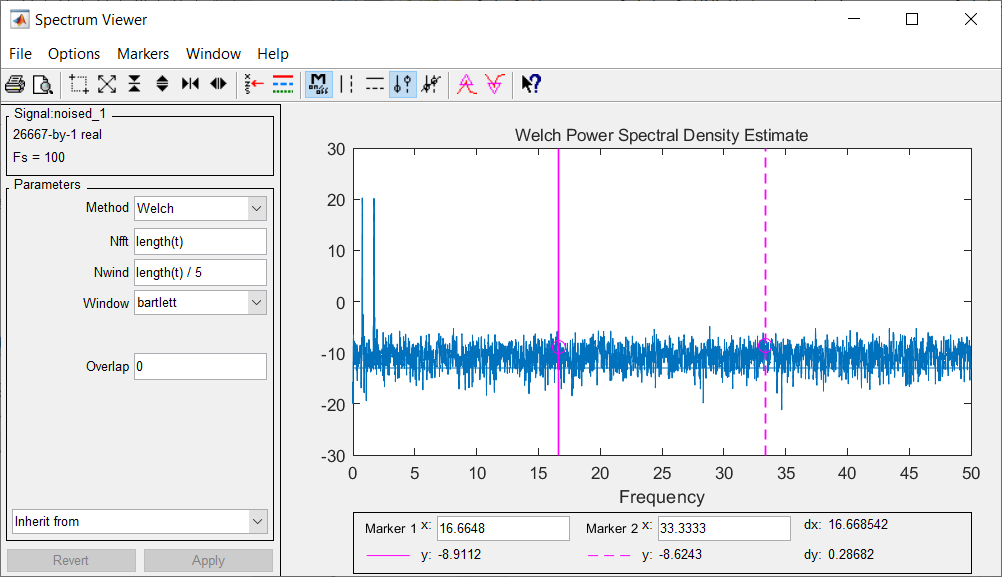 Spectrum Viewer
File Options Markers Window Help
M
on/off
Signal:noised_1
26667-by-1 real
Fs = 100
Parameters
Method Welch
Nfft length(t)
Nwind length(t) / 5
Window bartlett
Overlap 0
Inherit from
Revert Apply
Welch Power Spectral Density Estimate
30
20
10
0
-10
-20
-30
0 5 10 15 20 25 30 35 40 45 50
Frequency
Marker 1 x: 16.6648 Marker 2 x: 33.3333 dx: 16.668542
y: -8.9112 y: -8.6243 dy: 0.28682